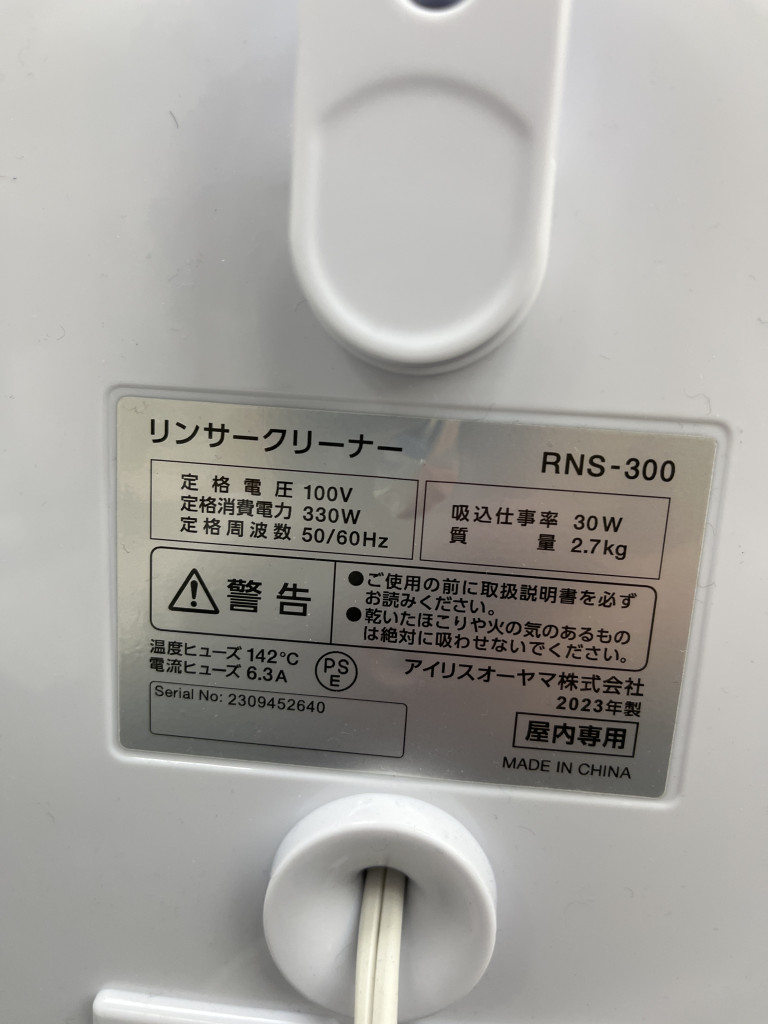 リンサークリーナー
RNS-300
定格電圧 100V
定格消費電力 330W
定格周波数 50/60Hz
吸込仕事率 30W
質量 2.7kg
警告
●ご使用の前に取扱説明書を必ず
お読みください。
●乾いたほこりや火の気のあるもの
は絶対に吸わせないでください。
温度ヒューズ 142℃
電流ヒューズ 6.3A
PS
E
アイリスオーヤマ株式会社
2023年製
Serial No: 2309452640
屋内専用
MADE IN CHINA